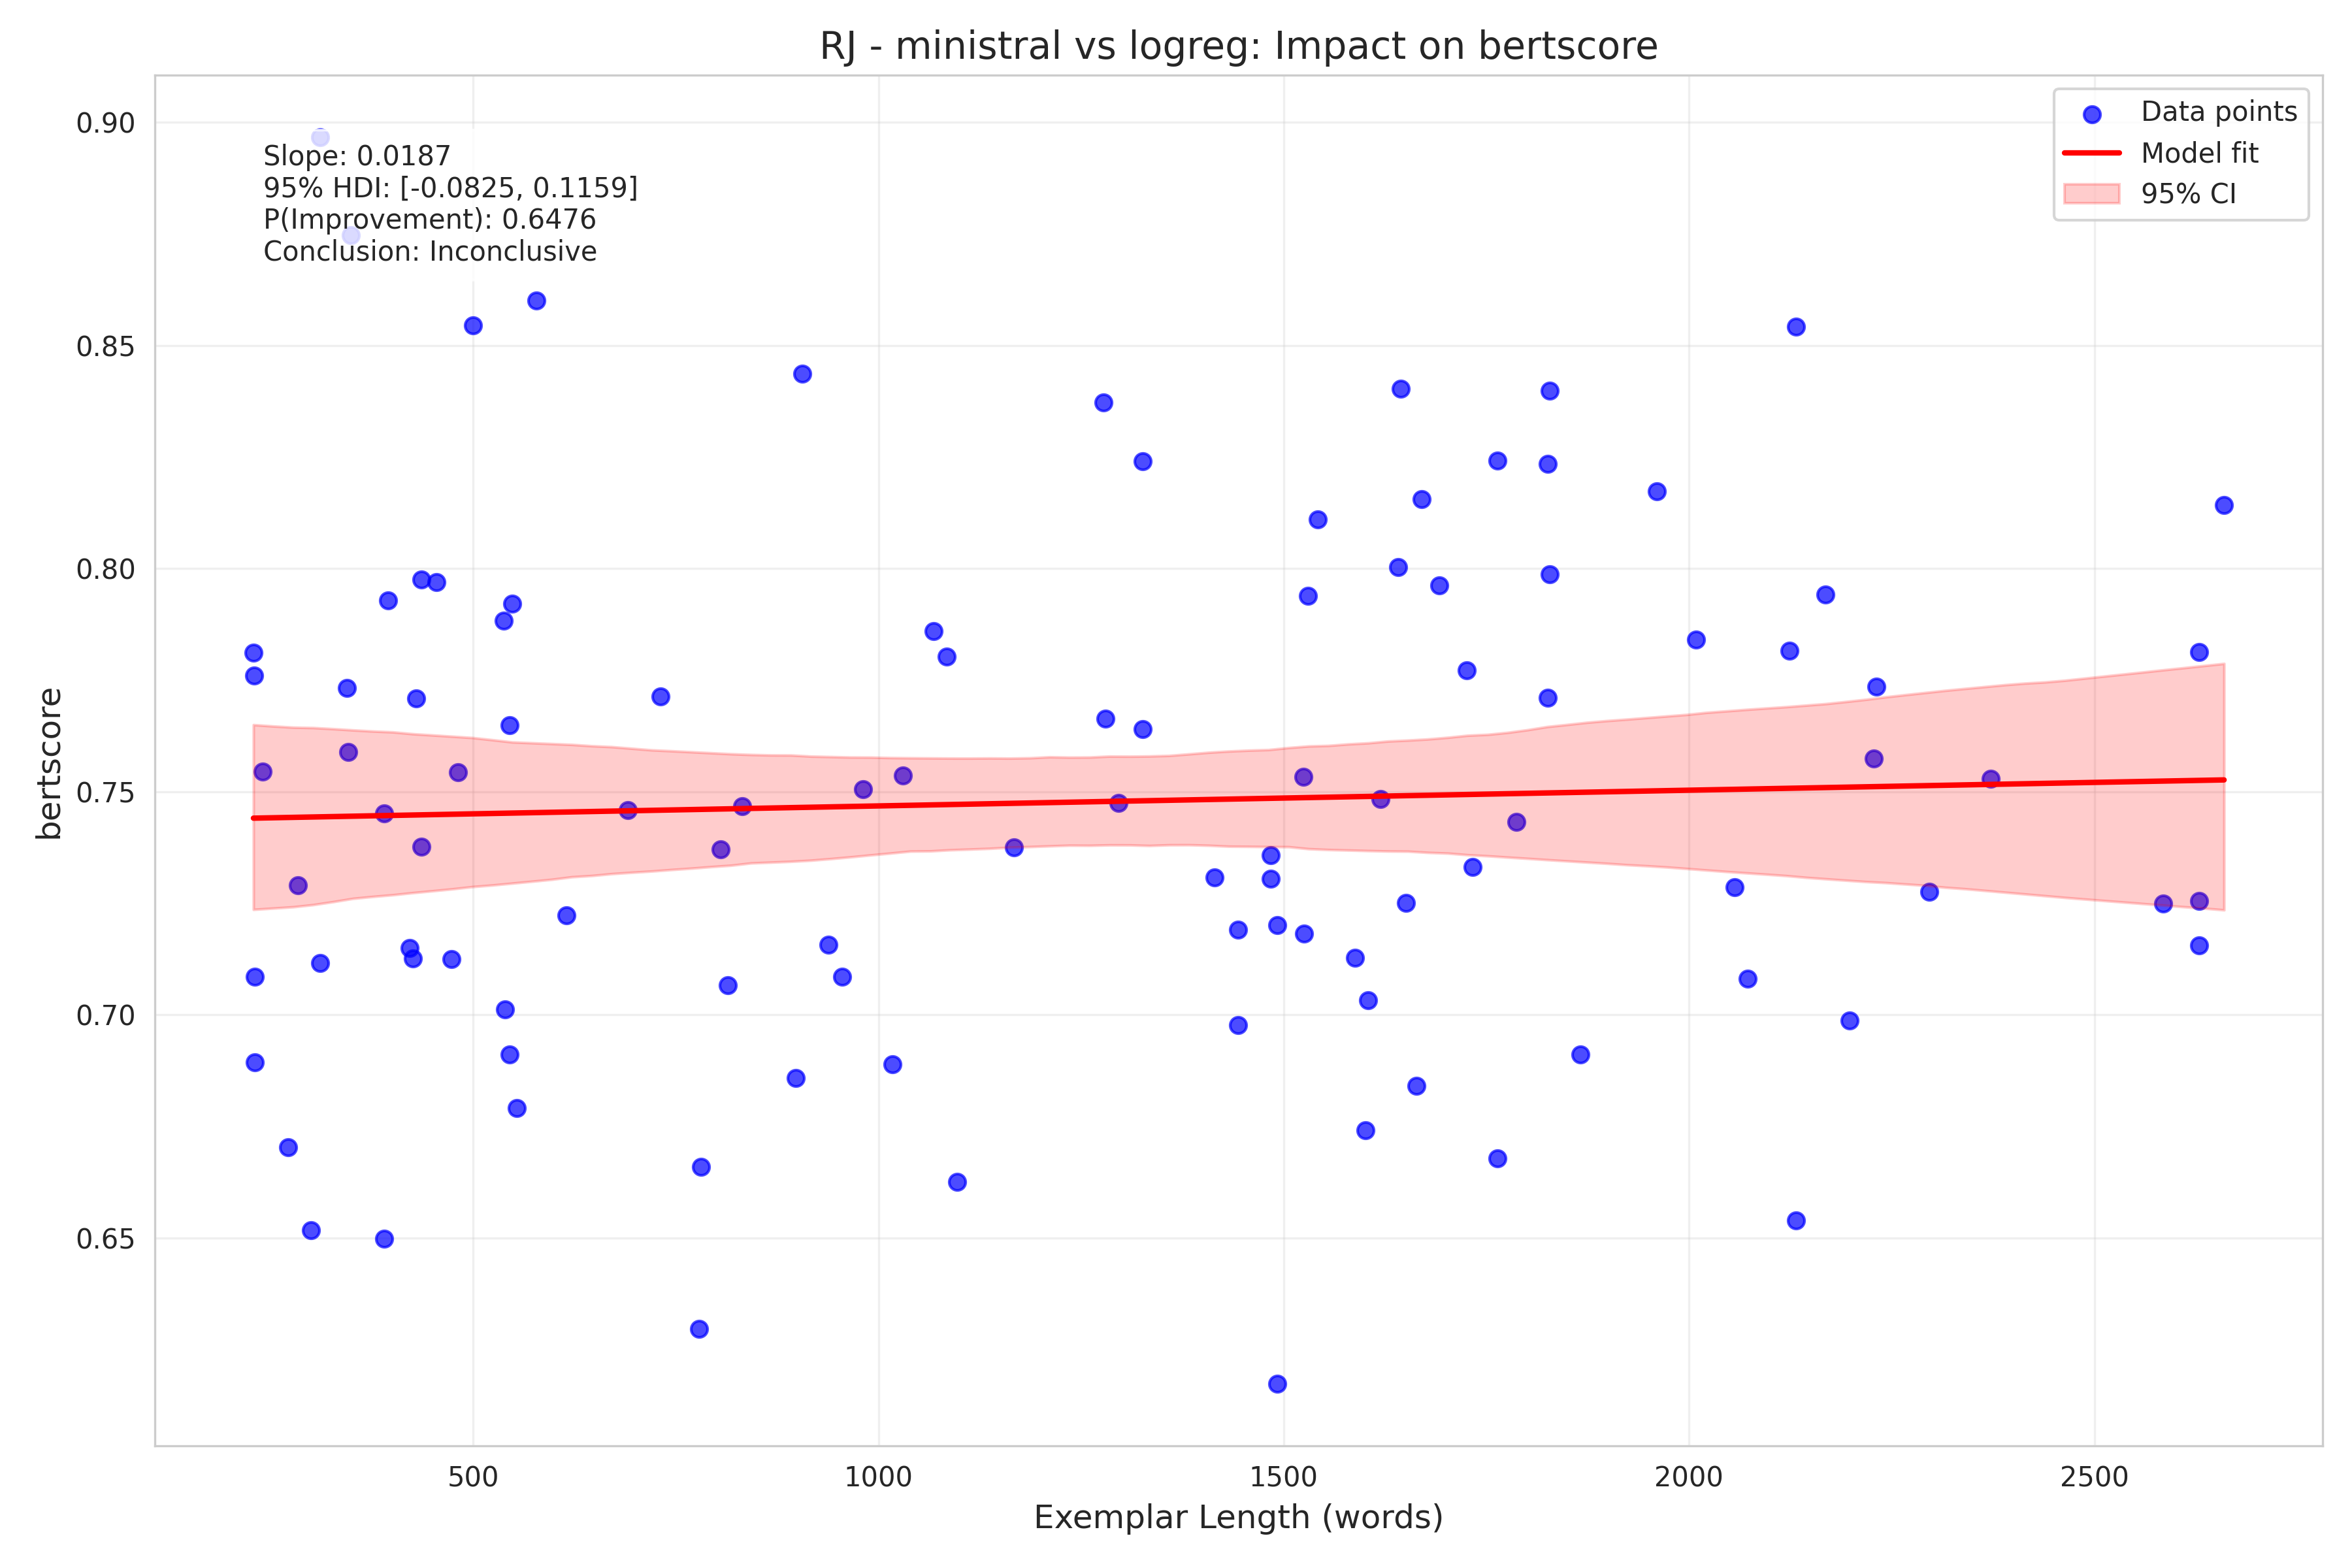 RJ - ministral vs logreg: Impact on bertscore
0.90
0.85
0.80
0.75
0.70
0.65
bertscore
Slope: 0.0187
95% HDI: [-0.0825, 0.1159]
P(Improvement): 0.6476
Conclusion: Inconclusive
Data points
Model fit
95% CI
500
1000
1500
2000
2500
Exemplar Length (words)